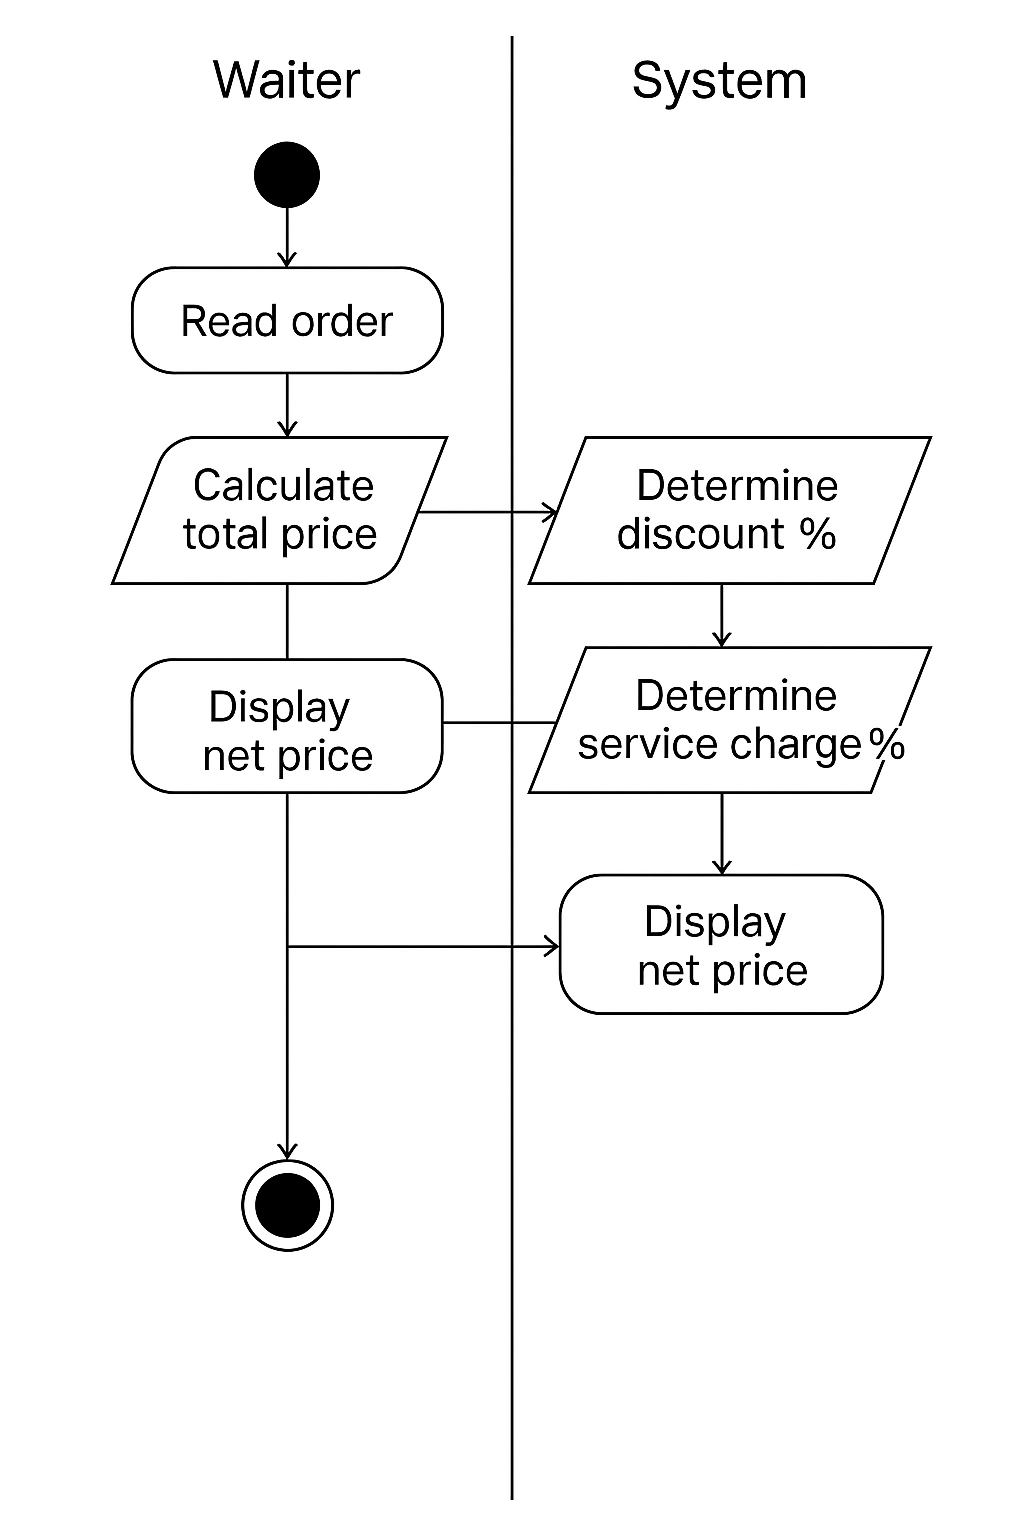 Waiter
System
Read order
Calculate
total price
Determine
discount %
Display
net price
Determine
service charge %
Display
net price